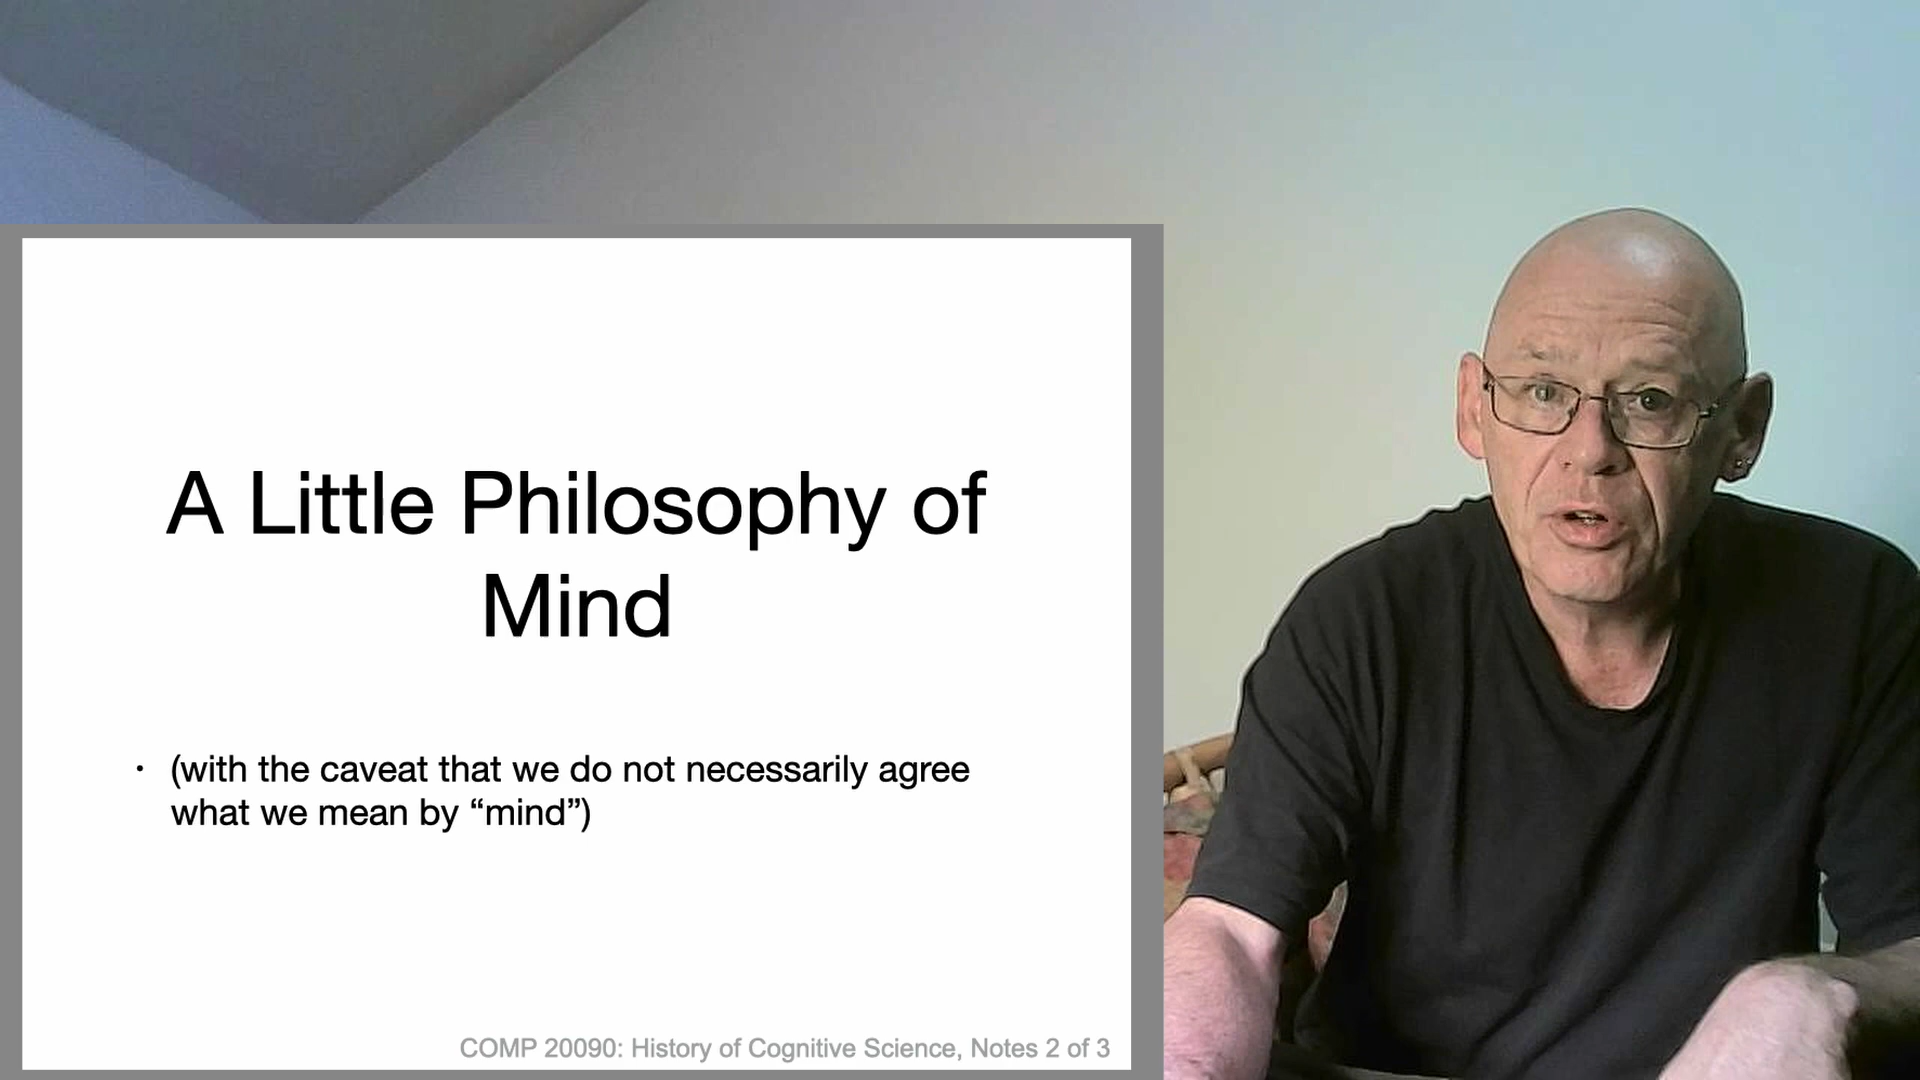 A Little Philosophy of
Mind
· (with the caveat that we do not necessarily agree
what we mean by “mind”)
COMP 20090: History of Cognitive Science, Notes 2 of 3